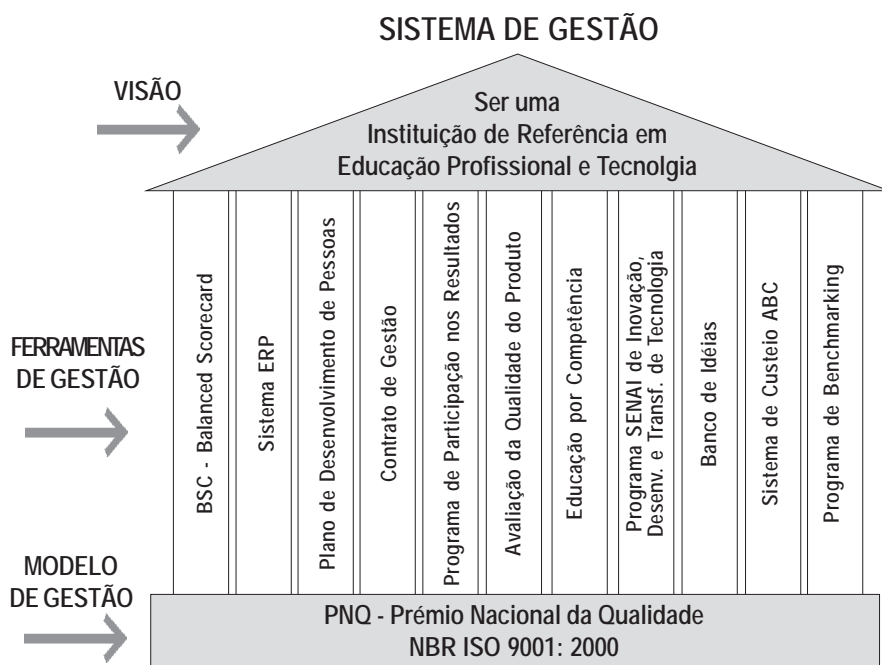 SISTEMA DE GESTÃO
VISÃO
Ser uma
Instituição de Referência em
Educação Profissional e Tecnolgia
FERRAMENTAS
DE GESTÃO
BSC - Balanced Scorecard
Sistema ERP
Plano de Desenvolvimento de Pessoas
Contrato de Gestão
Programa de Participação nos Resultados
Avaliação da Qualidade do Produto
Educação por Competência
Programa SENAI de Inovação,
Desenv. e Transf. de Tecnologia
Banco de Idéias
Sistema de Custeio ABC
Programa de Benchmarking
MODELO
DE GESTÃO
PNQ - Prémio Nacional da Qualidade
NBR ISO 9001: 2000